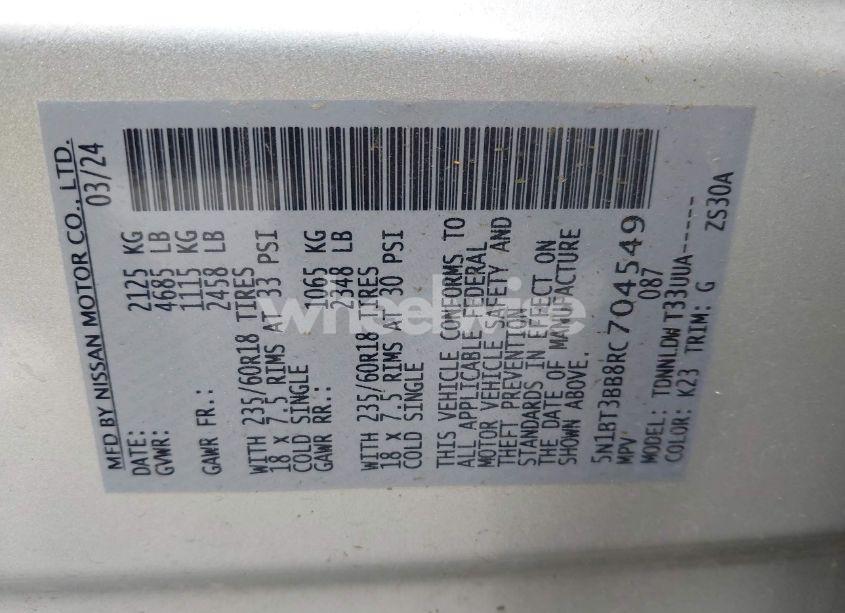 MFD BY NISSAN MOTOR CO., LTD.
DATE: 03/24
GVWR: 2125 KG
4685 LB
GAWR FR.: 1115 KG
2458 LB
WITH 235/60R18 TIRES
18 x 7.5 RIMS AT 33 PSI
COLD SINGLE
GAWR RR.: 1065 KG
2348 LB
WITH 235/60R18 TIRES
18 x 7.5 RIMS AT 30 PSI
COLD SINGLE
THIS VEHICLE CONFORMS TO
ALL APPLICABLE FEDERAL
MOTOR VEHICLE SAFETY AND
THEFT PREVENTION
STANDARDS IN EFFECT ON
THE DATE OF MANUFACTURE
SHOWN ABOVE.
5N1BT3BB8RC704549
MPV 087
MODEL: TDNNLDW T33UUA-----
COLOR: K23 TRIM: G ZS30A
wheelwise